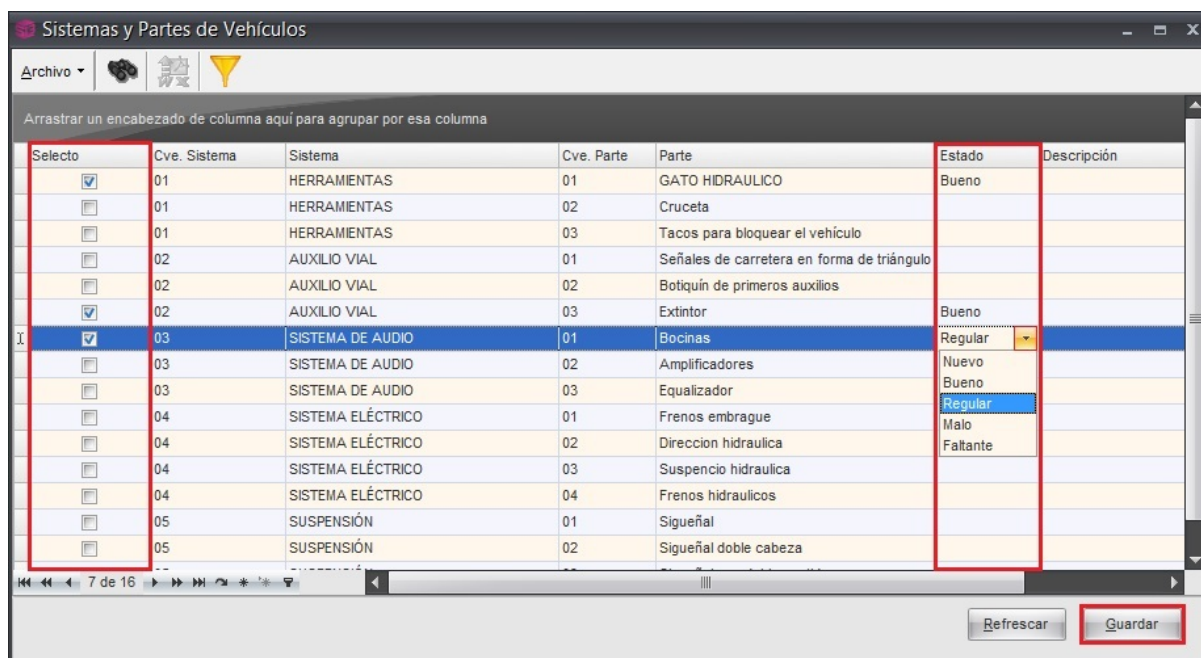 Sistemas y Partes de Vehículos
Archivo
Arrastrar un encabezado de columna aquí para agrupar por esa columna
Selecto Cve. Sistema Sistema Cve. Parte Parte Estado Descripción
01 HERRAMIENTAS 01 GATO HIDRAULICO Bueno
01 HERRAMIENTAS 02 Cruceta
01 HERRAMIENTAS 03 Tacos para bloquear el vehículo
02 AUXILIO VIAL 01 Señales de carretera en forma de triángulo
02 AUXILIO VIAL 02 Botiquín de primeros auxilios
02 AUXILIO VIAL 03 Extintor Bueno
03 SISTEMA DE AUDIO 01 Bocinas Regular
03 SISTEMA DE AUDIO 02 Amplificadores Nuevo
03 SISTEMA DE AUDIO 03 Equalizador Bueno
Regular
04 SISTEMA ELÉCTRICO 01 Frenos embrague Malo
04 SISTEMA ELÉCTRICO 02 Direccion hidraulica Faltante
04 SISTEMA ELÉCTRICO 03 Suspencio hidraulica
04 SISTEMA ELÉCTRICO 04 Frenos hidraulicos
05 SUSPENSIÓN 01 Sigueñal
05 SUSPENSIÓN 02 Sigueñal doble cabeza
7 de 16
Refrescar Guardar